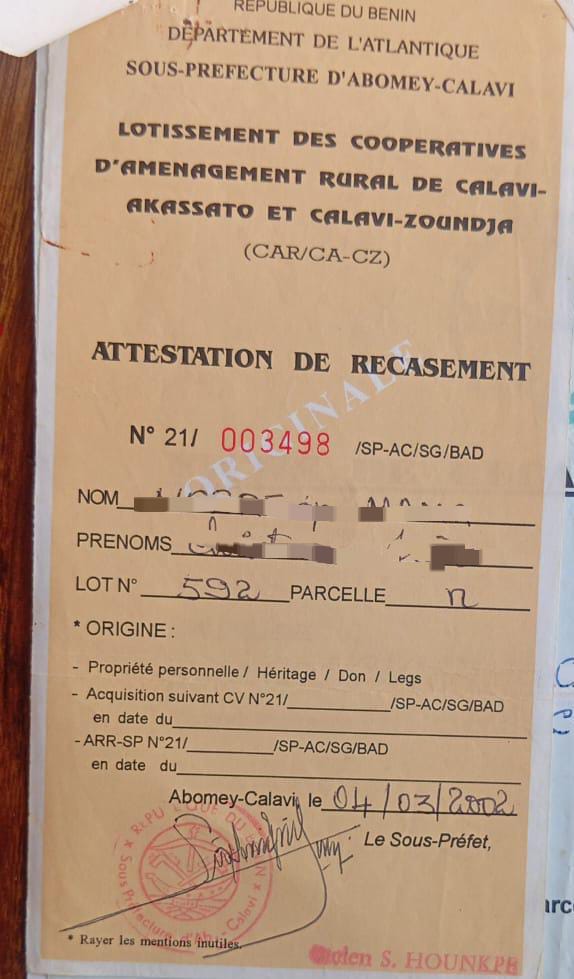 REPUBLIQUE DU BENIN
DÉPARTEMENT DE L'ATLANTIQUE
SOUS-PREFECTURE D'ABOMEY-CALAVI
LOTISSEMENT DES COOPERATIVES
D'AMENAGEMENT RURAL DE CALAVI-
AKASSATO ET CALAVI-ZOUNDJA
(CAR/CA-CZ)
ATTESTATION DE RECASEMENT
ORIGINALE
N° 21/ 003498 /SP-AC/SG/BAD
NOM
PRENOMS
LOT N° 592 PARCELLE n
* ORIGINE :
- Propriété personnelle / Héritage / Don / Legs
- Acquisition suivant CV N°21/ /SP-AC/SG/BAD
en date du
- ARR-SP N°21/ /SP-AC/SG/BAD
en date du
Abomey-Calavi, le 04/03/2002
Le Sous-Préfet,
* Rayer les mentions inutiles.
S. HOUNKPE